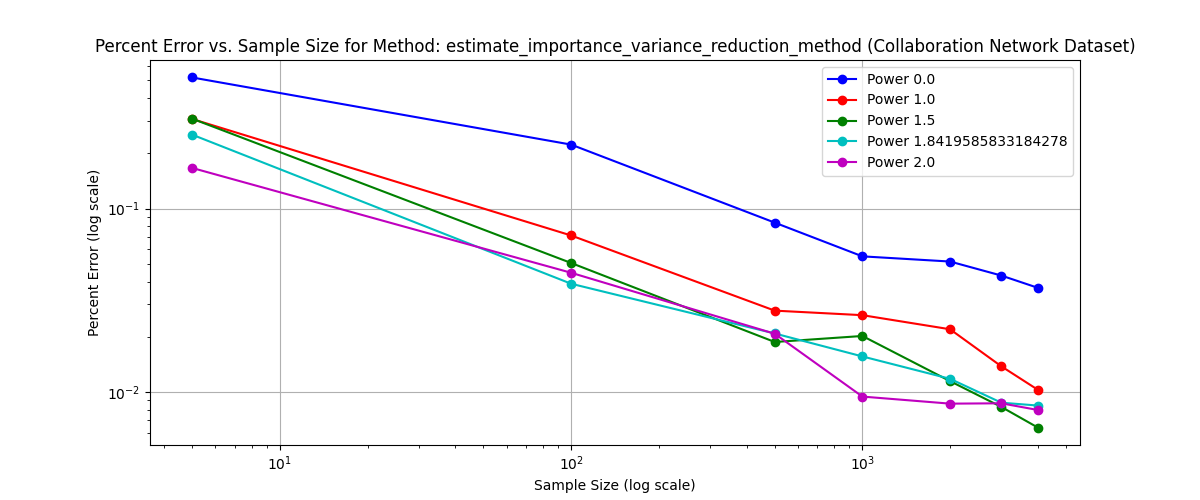 Percent Error vs. Sample Size for Method: estimate_importance_variance_reduction_method (Collaboration Network Dataset)
Power 0.0
Power 1.0
Power 1.5
Power 1.8419585833184278
Power 2.0
Percent Error (log scale)
10⁻¹
10⁻²
10¹
10²
10³
Sample Size (log scale)